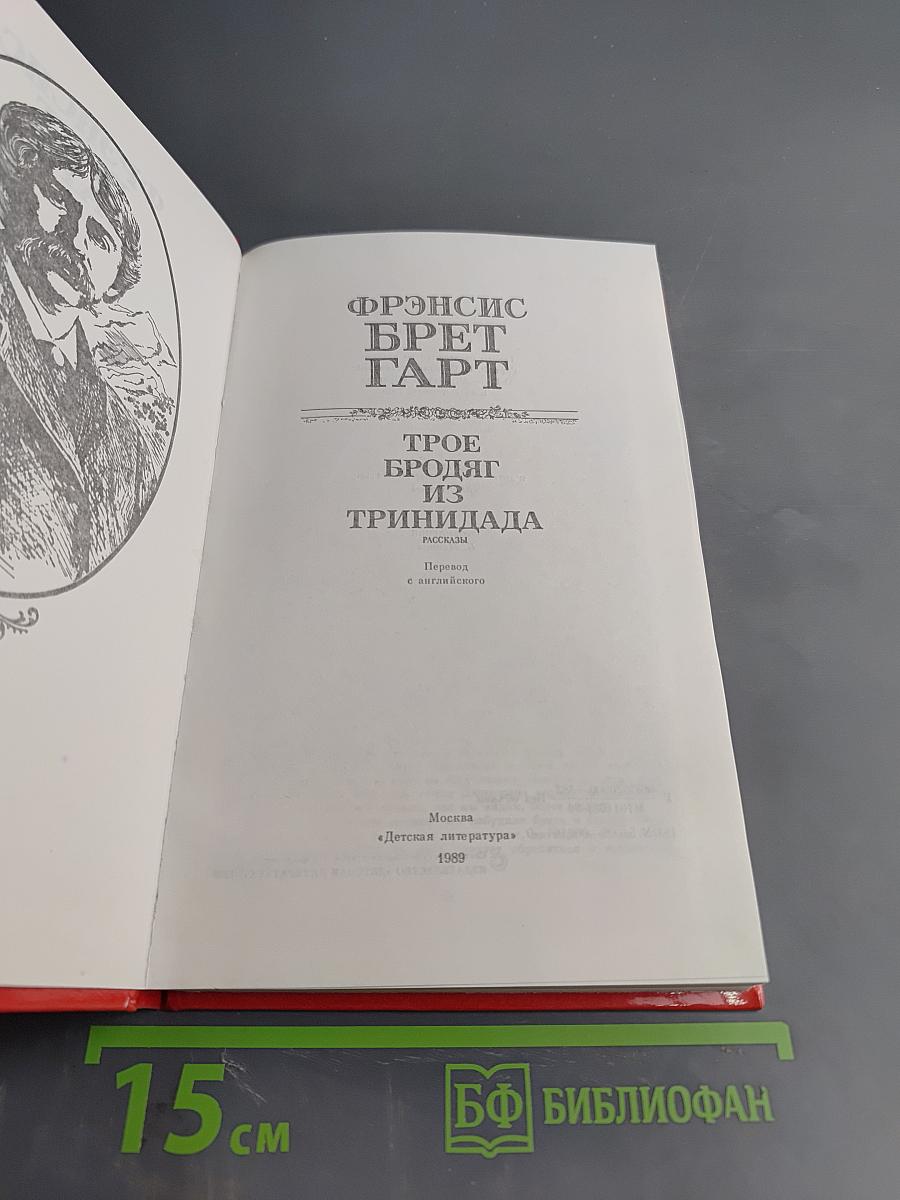 ФРЭНСИС
БРЕТ
ГАРТ
ТРОЕ
БРОДЯГ
ИЗ
ТРИНИДАДА
РАССКАЗЫ
Перевод
с английского
Москва
«Детская литература»
1989
15 см
БФ БИБЛИОФАН